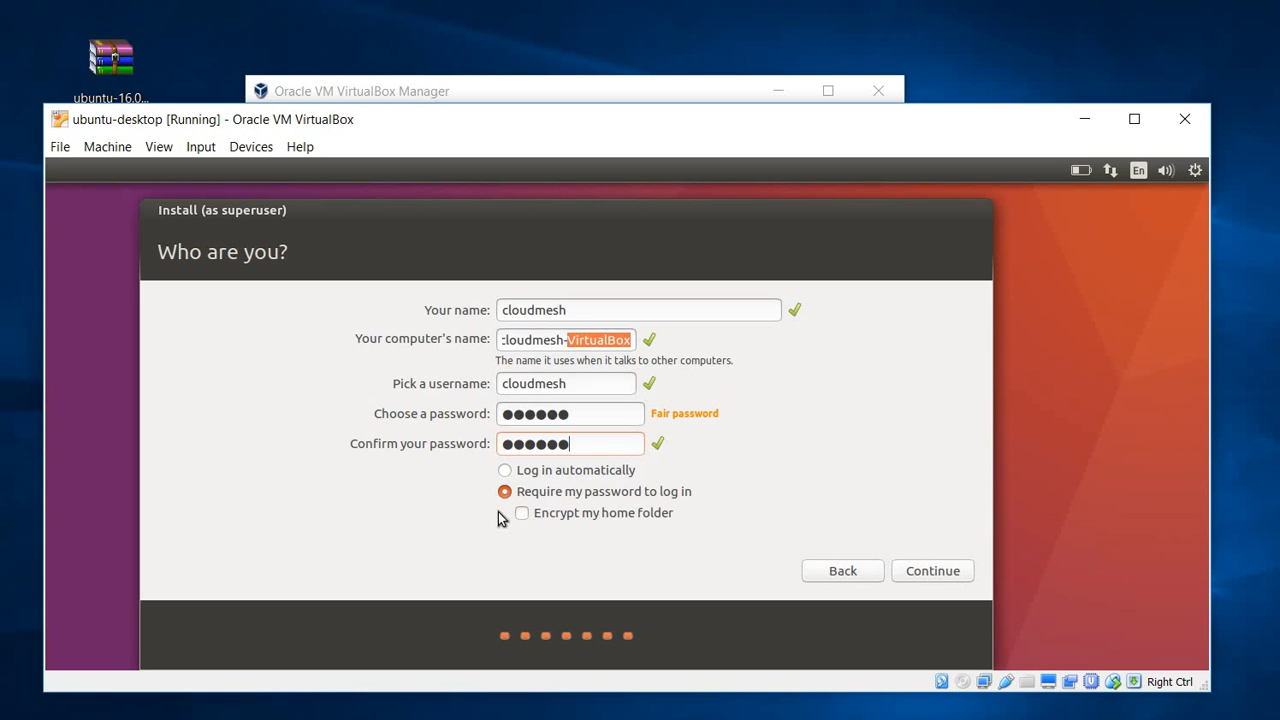 ubuntu-16.0...
Oracle VM VirtualBox Manager
ubuntu-desktop [Running] - Oracle VM VirtualBox
File Machine View Input Devices Help
En
Install (as superuser)
Who are you?
Your name: cloudmesh
Your computer's name: cloudmesh-VirtualBox
The name it uses when it talks to other computers.
Pick a username: cloudmesh
Choose a password: ●●●●●● Fair password
Confirm your password: ●●●●●●
Log in automatically
Require my password to log in
Encrypt my home folder
Back Continue
Right Ctrl